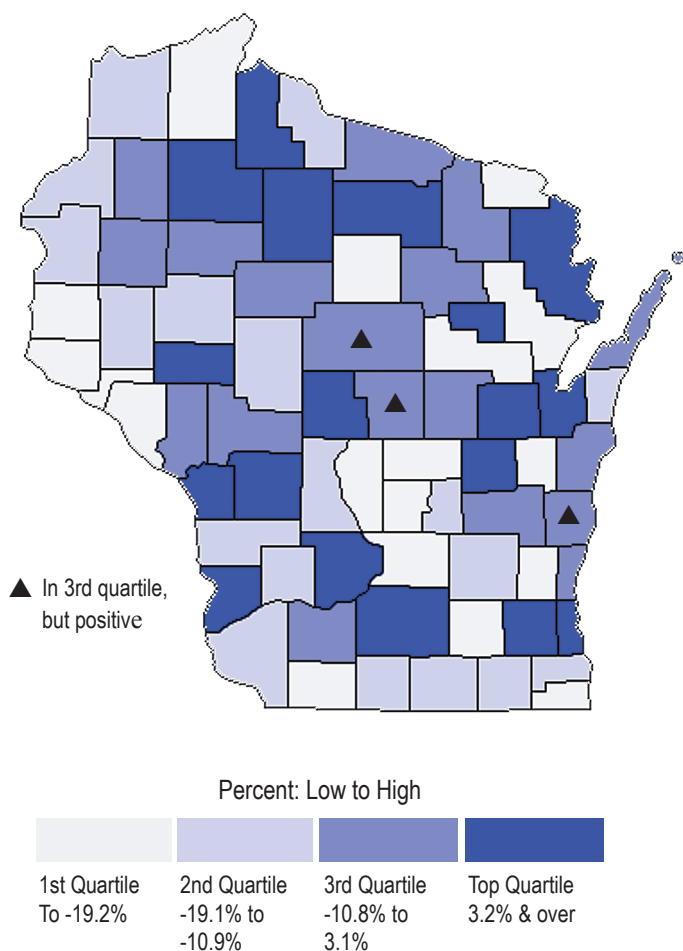 ▲ In 3rd quartile,
but positive
Percent: Low to High
1st Quartile
To -19.2%
2nd Quartile
-19.1% to
-10.9%
3rd Quartile
-10.8% to
3.1%
Top Quartile
3.2% & over